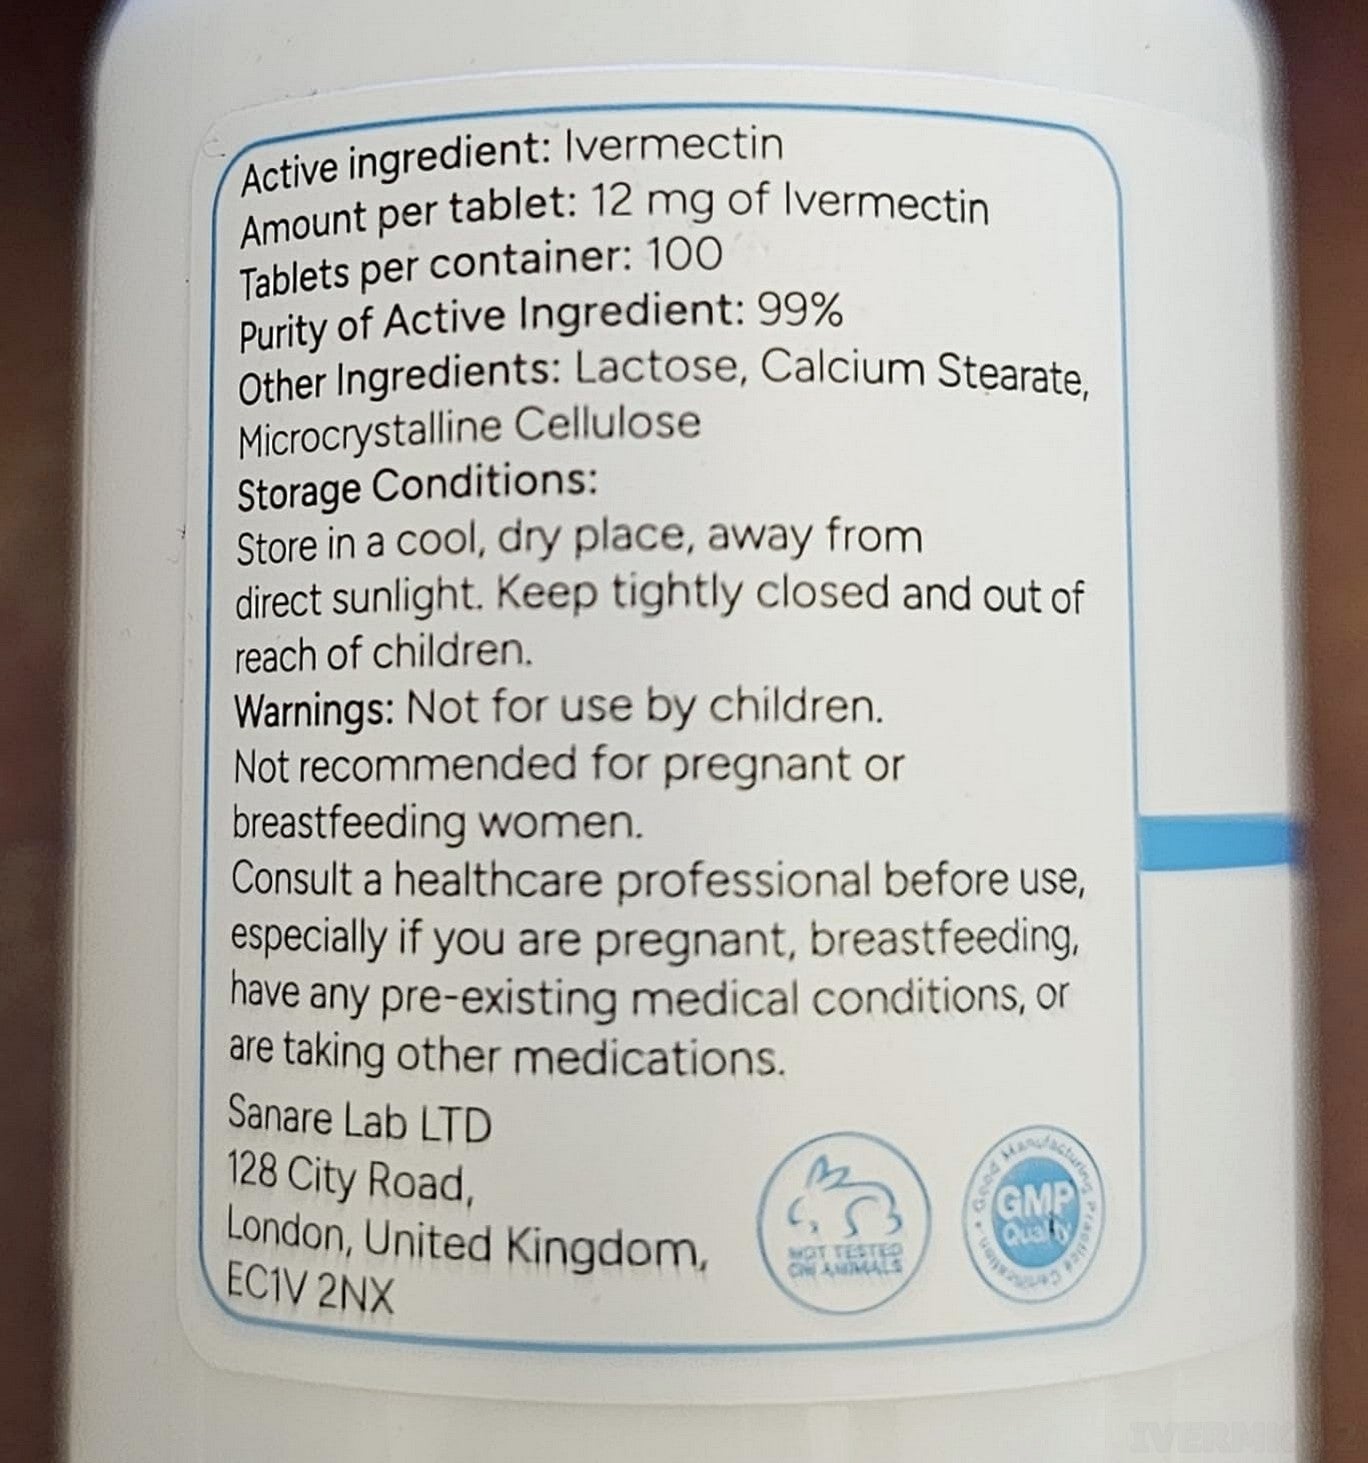 Active ingredient: Ivermectin
Amount per tablet: 12 mg of Ivermectin
Tablets per container: 100
Purity of Active Ingredient: 99%
Other Ingredients: Lactose, Calcium Stearate,
Microcrystalline Cellulose
Storage Conditions:
Store in a cool, dry place, away from
direct sunlight. Keep tightly closed and out of
reach of children.
Warnings: Not for use by children.
Not recommended for pregnant or
breastfeeding women.
Consult a healthcare professional before use,
especially if you are pregnant, breastfeeding,
have any pre-existing medical conditions, or
are taking other medications.
Sanare Lab LTD
128 City Road,
London, United Kingdom,
EC1V 2NX
NOT TESTED
ON ANIMALS
Good Manufacturing Practice
GMP
Quality